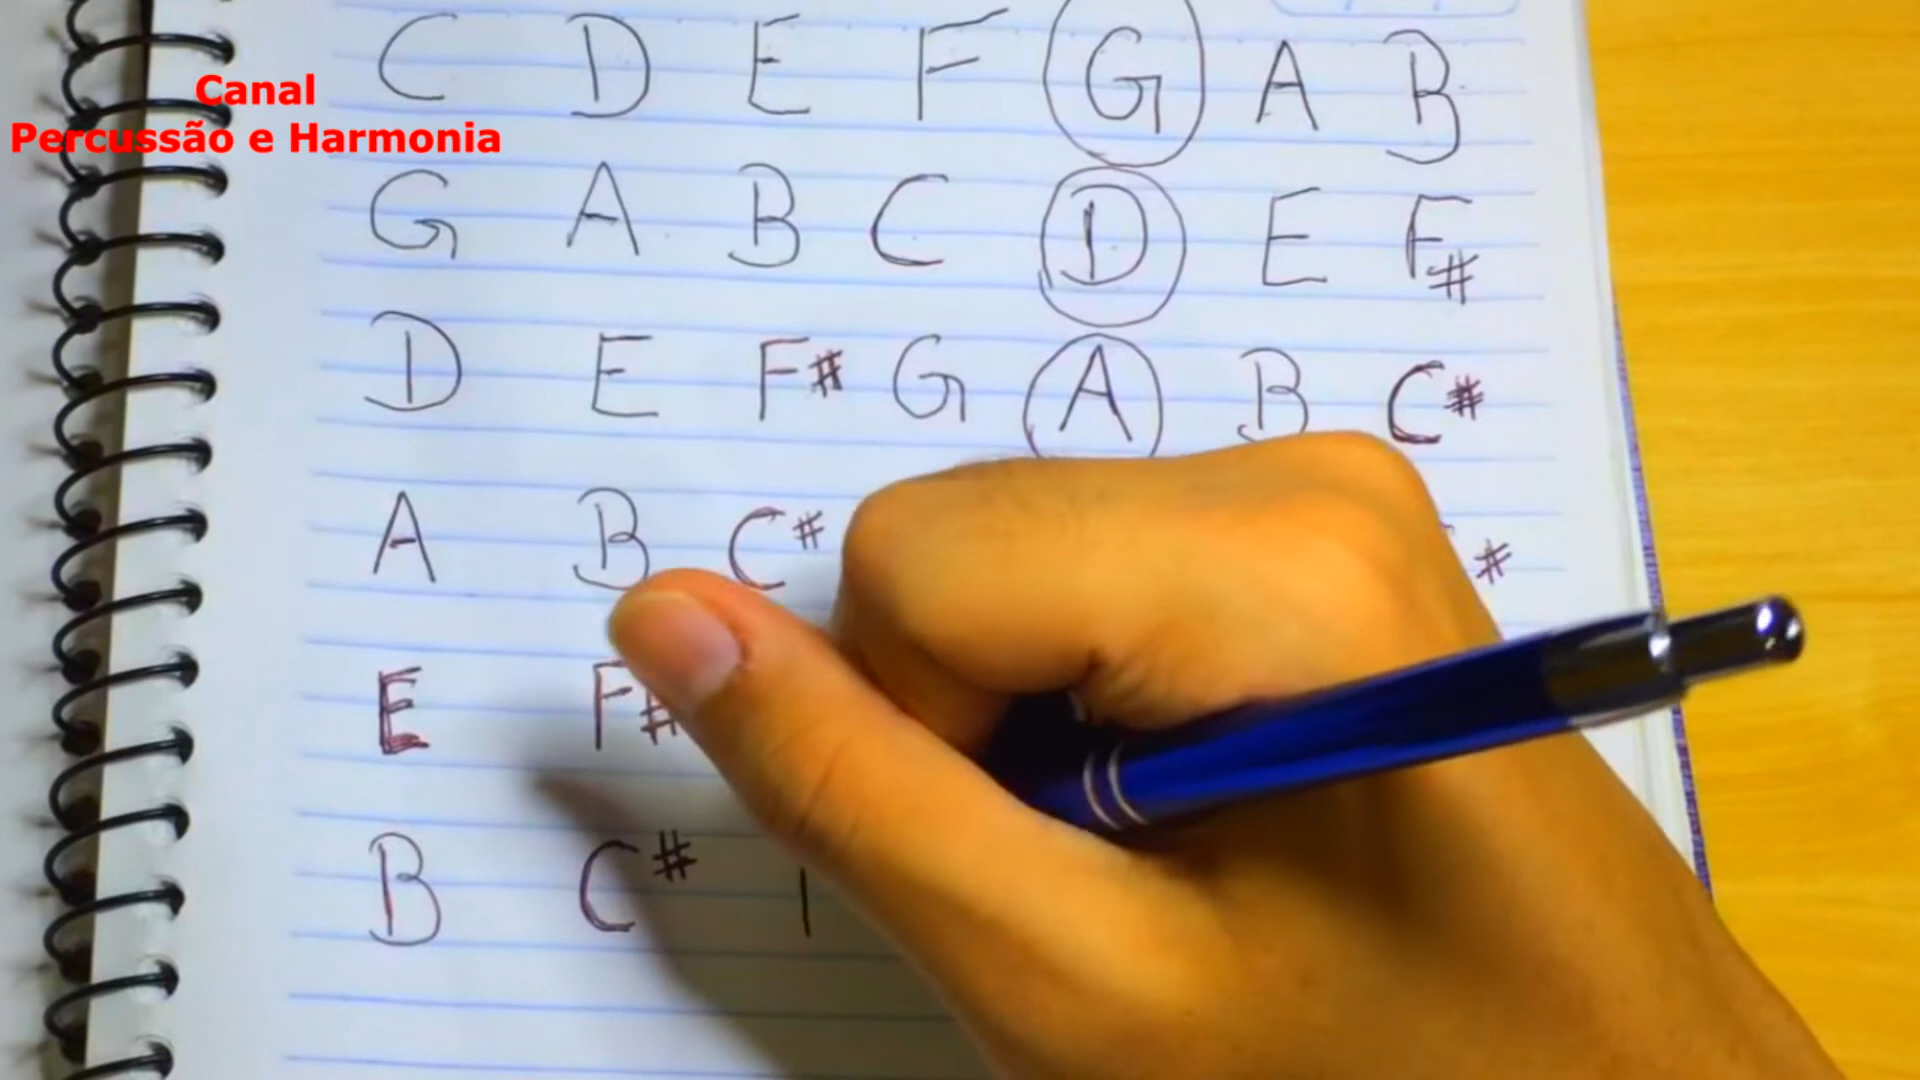 Canal
Percussão e Harmonia
C D E F G A B
G A B C D E F#
D E F# G A B C#
A B C# #
E F#
B C#